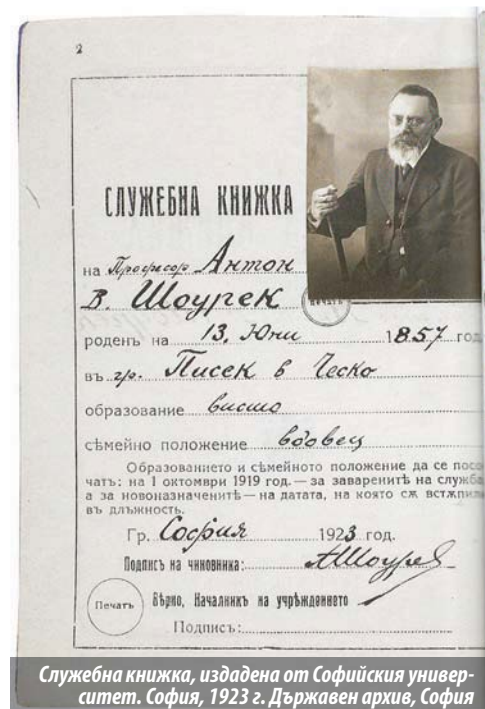 2
СЛУЖЕБНА КНИЖКА
на Професор Антон
В. Шоурек
печатъ
роденъ на 13. Юни 1857 год.
въ гр. Писек в Ческо
образование висшо
сѣмейно положение вдовец
Образованието и сѣмейното положение да се посо
чатъ: на 1 октомври 1919 год. — за заваренитѣ на служба
а за новоназначенитѣ — на датата, на която сѫ встѫпили
въ длъжность.
Гр. София 1923 год.
Подписъ на чиновника: АШоурек
Печатъ
Вѣрно, Началникъ на учреждението
Подписъ:
Служебна книжка, издадена от Софийския универ-
ситет. София, 1923 г. Държавен архив, София